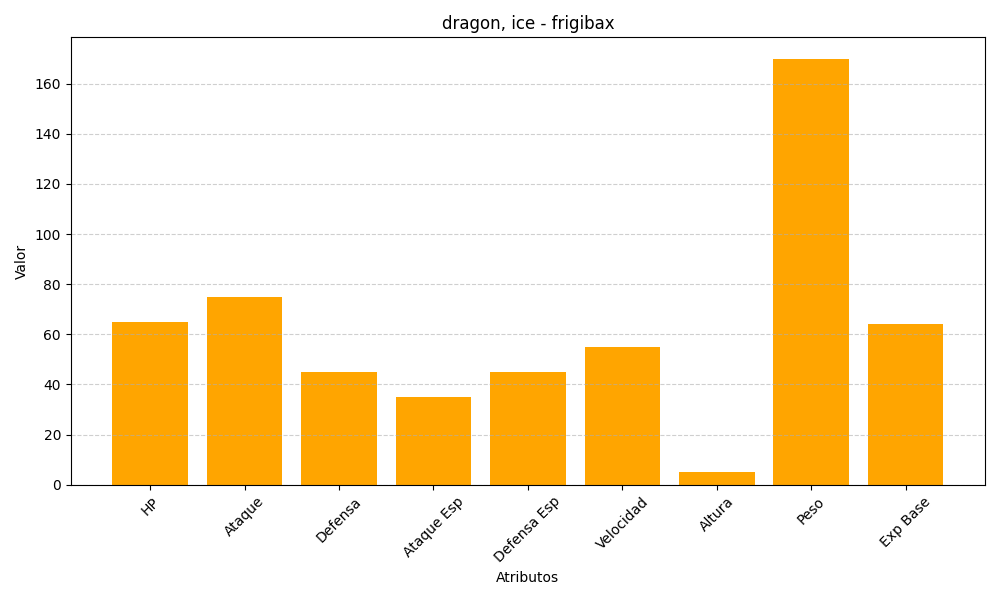 dragon, ice - frigibax
Valor
160
140
120
100
80
60
40
20
0
HP
Ataque
Defensa
Ataque Esp
Defensa Esp
Velocidad
Altura
Peso
Exp Base
Atributos